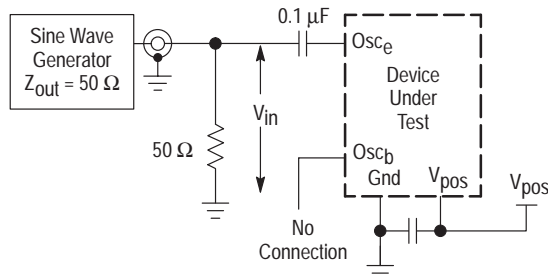 Sine Wave
Generator
Zout = 50 Ω
0.1 μF
Osce
Device
Under
Test
Vin
50 Ω
Oscb
Gnd
Vpos
Vpos
No
Connection